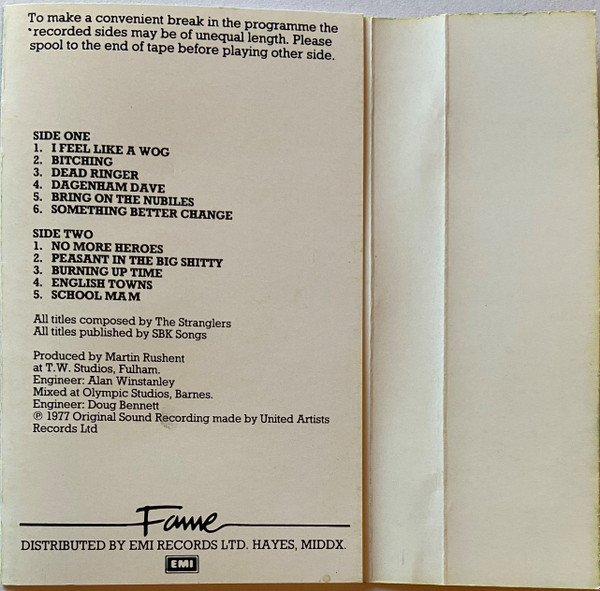 To make a convenient break in the programme the
recorded sides may be of unequal length. Please
spool to the end of tape before playing other side.
SIDE ONE
1. I FEEL LIKE A WOG
2. BITCHING
3. DEAD RINGER
4. DAGENHAM DAVE
5. BRING ON THE NUBILES
6. SOMETHING BETTER CHANGE
SIDE TWO
1. NO MORE HEROES
2. PEASANT IN THE BIG SHITTY
3. BURNING UP TIME
4. ENGLISH TOWNS
5. SCHOOL MAM
All titles composed by The Stranglers
All titles published by SBK Songs
Produced by Martin Rushent
at T.W. Studios, Fulham.
Engineer: Alan Winstanley
Mixed at Olympic Studios, Barnes.
Engineer: Doug Bennett
℗ 1977 Original Sound Recording made by United Artists
Records Ltd
Fame
DISTRIBUTED BY EMI RECORDS LTD. HAYES, MIDDX.
EMI